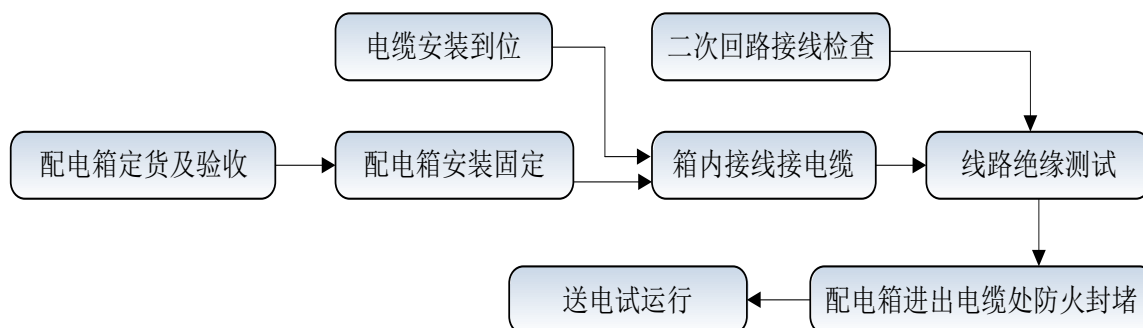 电缆安装到位
二次回路接线检查
配电箱定货及验收
配电箱安装固定
箱内接线接电缆
线路绝缘测试
送电试运行
配电箱进出电缆处防火封堵